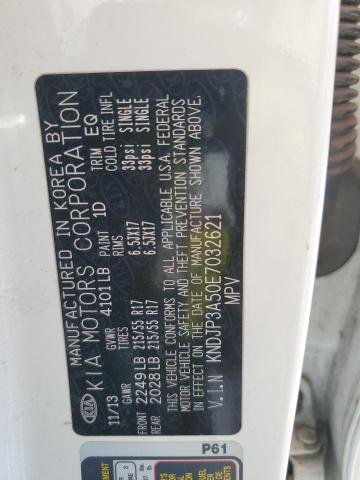 MANUFACTURED IN KOREA BY
KIA KIA MOTORS CORPORATION
11/13 GVWR 4101LB PAINT 1D TRIM EQ
GAWR TIRES RIMS COLD TIRE INFL
FRONT 2249LB 215/55 R17 6.5JX17 33psi SINGLE
REAR 2028LB 215/55 R17 6.5JX17 33psi SINGLE
THIS VEHICLE CONFORMS TO ALL APPLICABLE U.S.A. FEDERAL
MOTOR VEHICLE SAFETY AND THEFT PREVENTION STANDARDS
IN EFFECT ON THE DATE OF MANUFACTURE SHOWN ABOVE.
V.I.N KNDJP3A50E7032621
MPV
P61